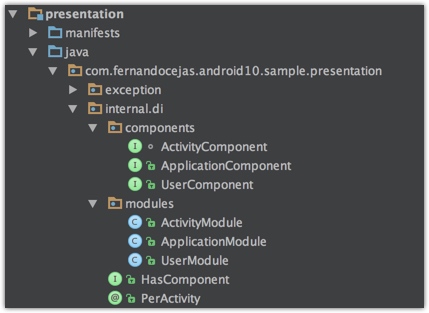 presentation
manifests
java
com.fernandocejas.android10.sample.presentation
exception
internal.di
components
I ActivityComponent
I ApplicationComponent
I UserComponent
modules
C ActivityModule
C ApplicationModule
C UserModule
I HasComponent
@ PerActivity